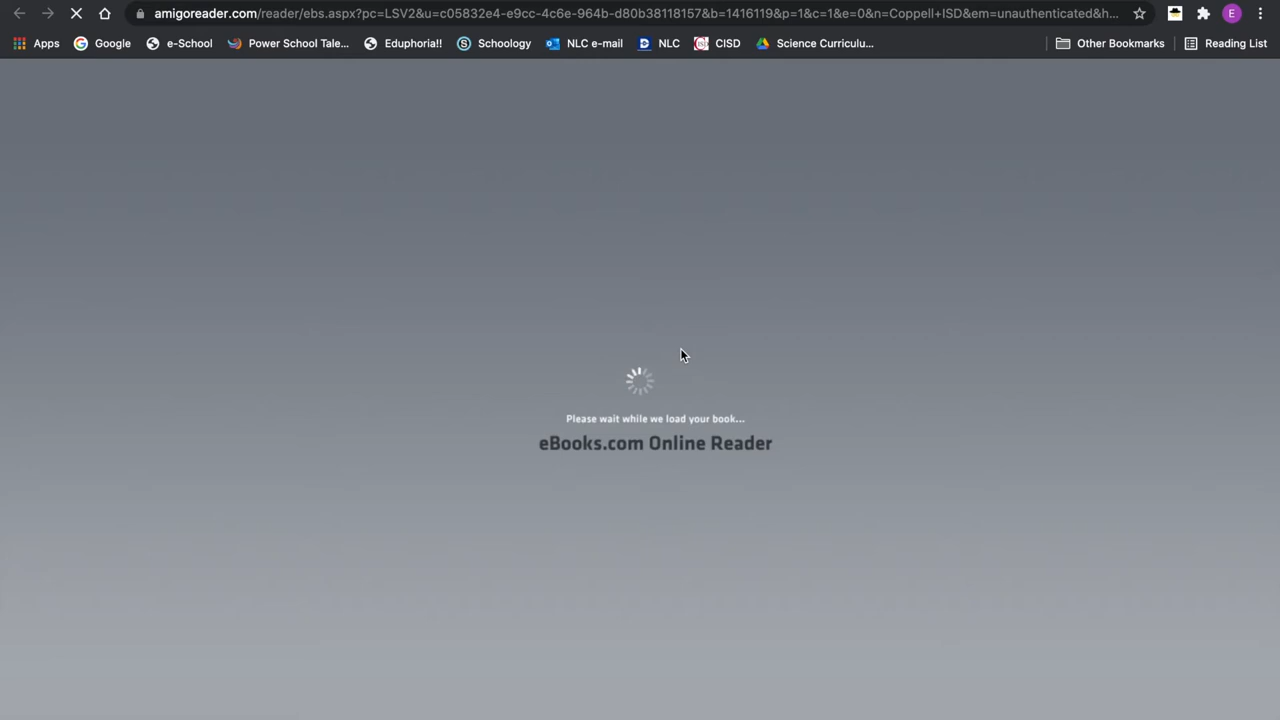 amigoreader.com/reader/ebs.aspx?pc=LSV2&u=c05832e4-e9cc-4c6e-964b-d80b38118157&b=1416119&p=1&c=1&e=0&n=Coppell+ISD&em=unauthenticated&h... E
Apps Google e-School Power School Tale... Eduphoria!! S Schoology NLC e-mail D NLC CISD Science Curriculu... Other Bookmarks Reading List
Please wait while we load your book...
eBooks.com Online Reader